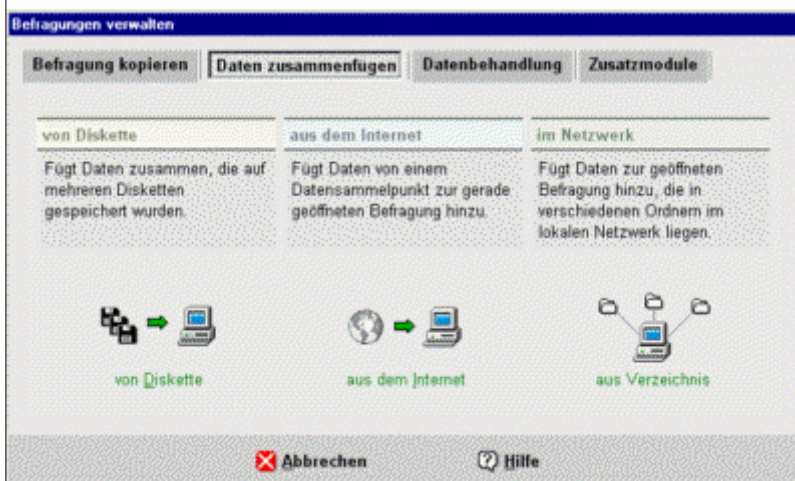 Befragungen verwalten
Befragung kopieren Daten zusammenfügen Datenbehandlung Zusatzmodule
von Diskette
Fügt Daten zusammen, die auf
mehreren Disketten
gespeichert wurden.
aus dem Internet
Fügt Daten von einem
Datensammelpunkt zur gerade
geöffneten Befragung hinzu.
im Netzwerk
Fügt Daten zur geöffneten
Befragung hinzu, die in
verschiedenen Ordnern im
lokalen Netzwerk liegen.
von Diskette
aus dem Internet
aus Verzeichnis
Abbrechen
Hilfe